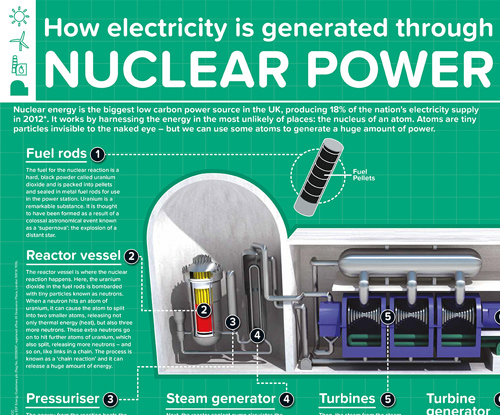 How electricity is generated through
NUCLEAR POWER
Nuclear energy is the biggest low carbon power source in the UK, producing 18% of the nation's electricity supply
in 2012*. It works by harnessing the energy in the most unlikely of places: the nucleus of an atom. Atoms are tiny
particles invisible to the naked eye – but we can use some atoms to generate a huge amount of power.
Fuel rods 1
The fuel for the nuclear reaction is a
hard, black powder called uranium
dioxide and is packed into pellets
and sealed in metal fuel rods for use
in the power station. Uranium is a
remarkable substance. It is thought
to have been formed as a result of a
colossal astronomical event known
as a 'supernova': the explosion of a
distant star.
Fuel
Pellets
Reactor vessel 2
The reactor vessel is where the nuclear
reaction happens. Here, the uranium
dioxide in the fuel rods is bombarded
with tiny particles known as neutrons.
When a neutron hits an atom of
uranium, it can cause the atom to split
into two smaller atoms, releasing not
only thermal energy (heat), but also three
more neutrons. These extra neutrons go
on to hit further atoms of uranium, which
also split, releasing more neutrons – and
so on, like links in a chain. The process is
known as a 'chain reaction' and it can
release a huge amount of energy.
2
3
4
5
Pressuriser 3
Steam generator 4
Turbines 5
Turbine
generator